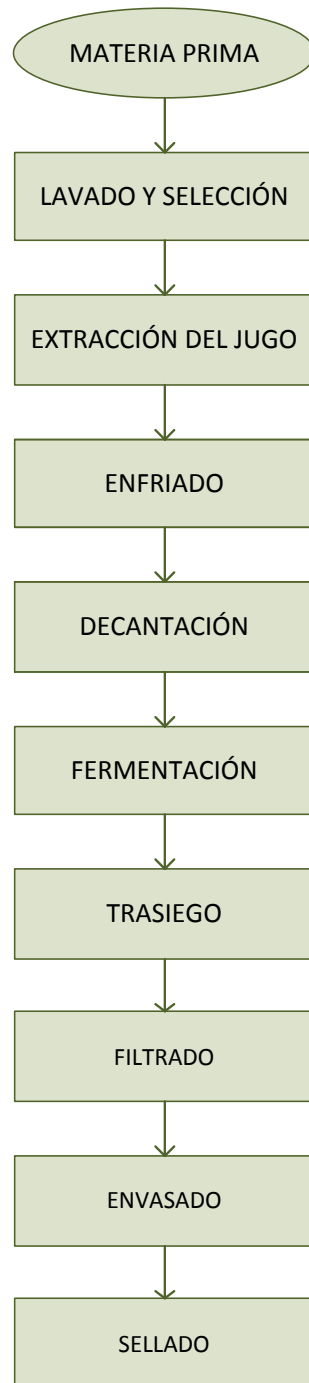 MATERIA PRIMA
LAVADO Y SELECCIÓN
EXTRACCIÓN DEL JUGO
ENFRIADO
DECANTACIÓN
FERMENTACIÓN
TRASIEGO
FILTRADO
ENVASADO
SELLADO